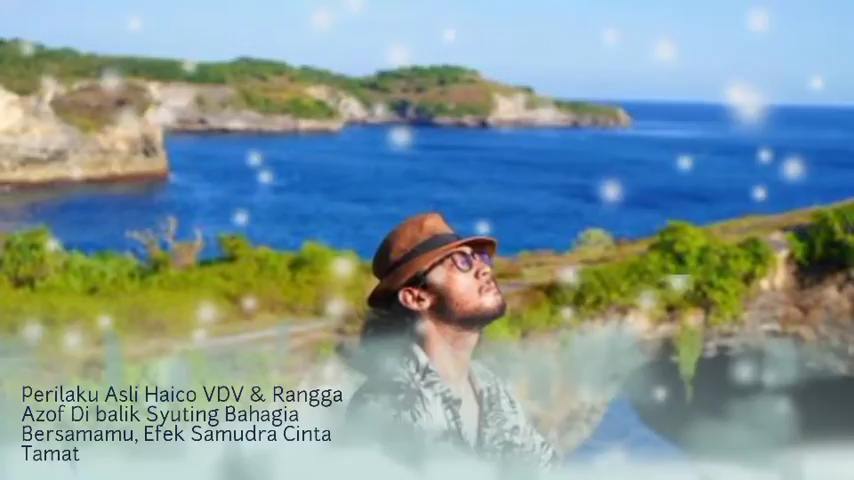 Perilaku Asli Haico VDV & Rangga
Azof Di balik Syuting Bahagia
Bersamamu, Efek Samudra Cinta
Tamat